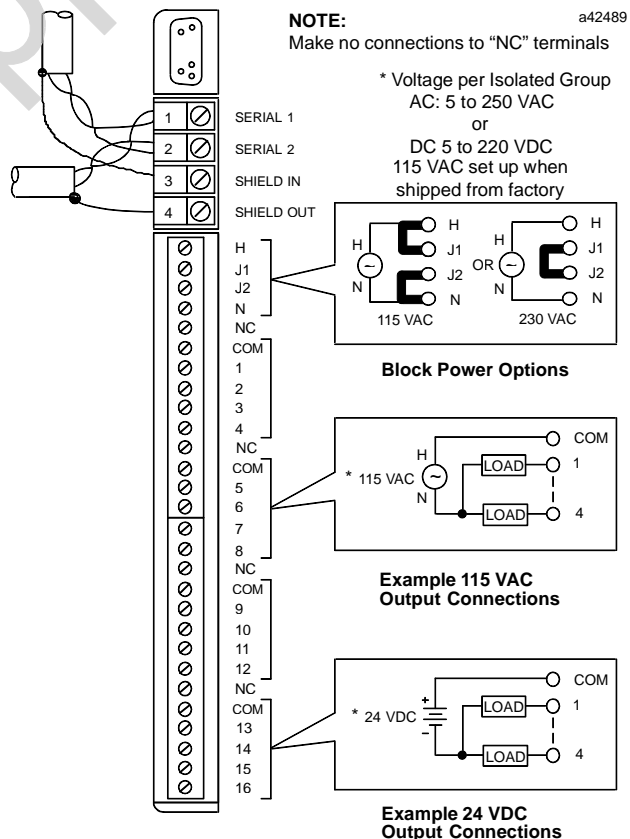 NOTE:
a42489
Make no connections to “NC” terminals
* Voltage per Isolated Group
AC: 5 to 250 VAC
or
DC 5 to 220 VDC
115 VAC set up when
shipped from factory
1 SERIAL 1
2 SERIAL 2
3 SHIELD IN
4 SHIELD OUT
H
J1
J2
N
NC
COM
1
2
3
4
NC
COM
5
6
7
8
NC
COM
9
10
11
12
NC
COM
13
14
15
16
H
N
H
J1
J2
N
115 VAC
OR
H
N
H
J1
J2
N
230 VAC
Block Power Options
* 115 VAC
H
N
LOAD
LOAD
COM
1
4
Example 115 VAC
Output Connections
* 24 VDC
+
−
LOAD
LOAD
COM
1
4
Example 24 VDC
Output Connections